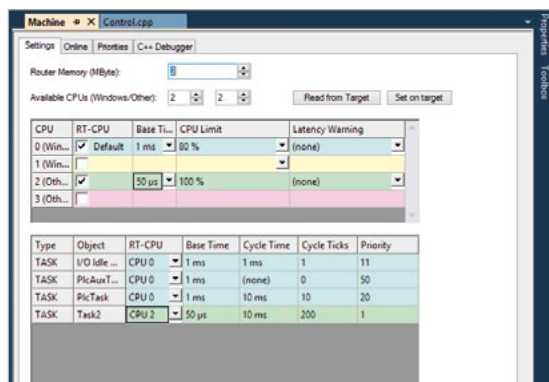 Machine Control.cpp
Settings Online Priorities C++ Debugger
Router Memory (MByte): 2
Available CPUs (Windows/Other): 2 2 Read from Target Set on target
CPU RT-CPU Base Ti... CPU Limit Latency Warning
0 (Win... Default 1 ms 80 % (none)
1 (Win...
2 (Oth... 50 µs 100 % (none)
3 (Oth...
Type Object RT-CPU Base Time Cycle Time Cycle Ticks Priority
TASK I/O Idle ... CPU 0 1 ms 1 ms 1 11
TASK PlcAuxT... CPU 0 1 ms (none) 0 50
TASK PlcTask CPU 0 1 ms 10 ms 10 20
TASK Task2 CPU 2 50 µs 10 ms 200 1
Properties
Toolbox